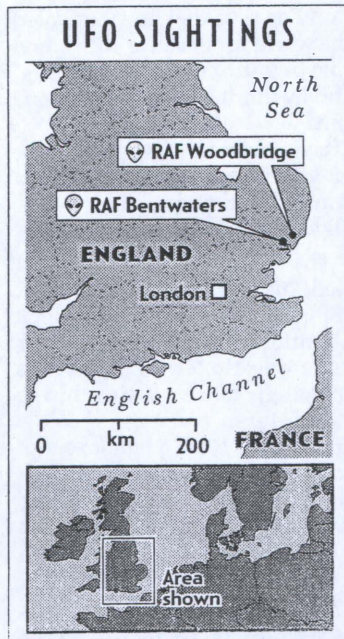 UFO SIGHTINGS
North
Sea
RAF Woodbridge
RAF Bentwaters
ENGLAND
London
English Channel
0 km 200
FRANCE
Area
shown